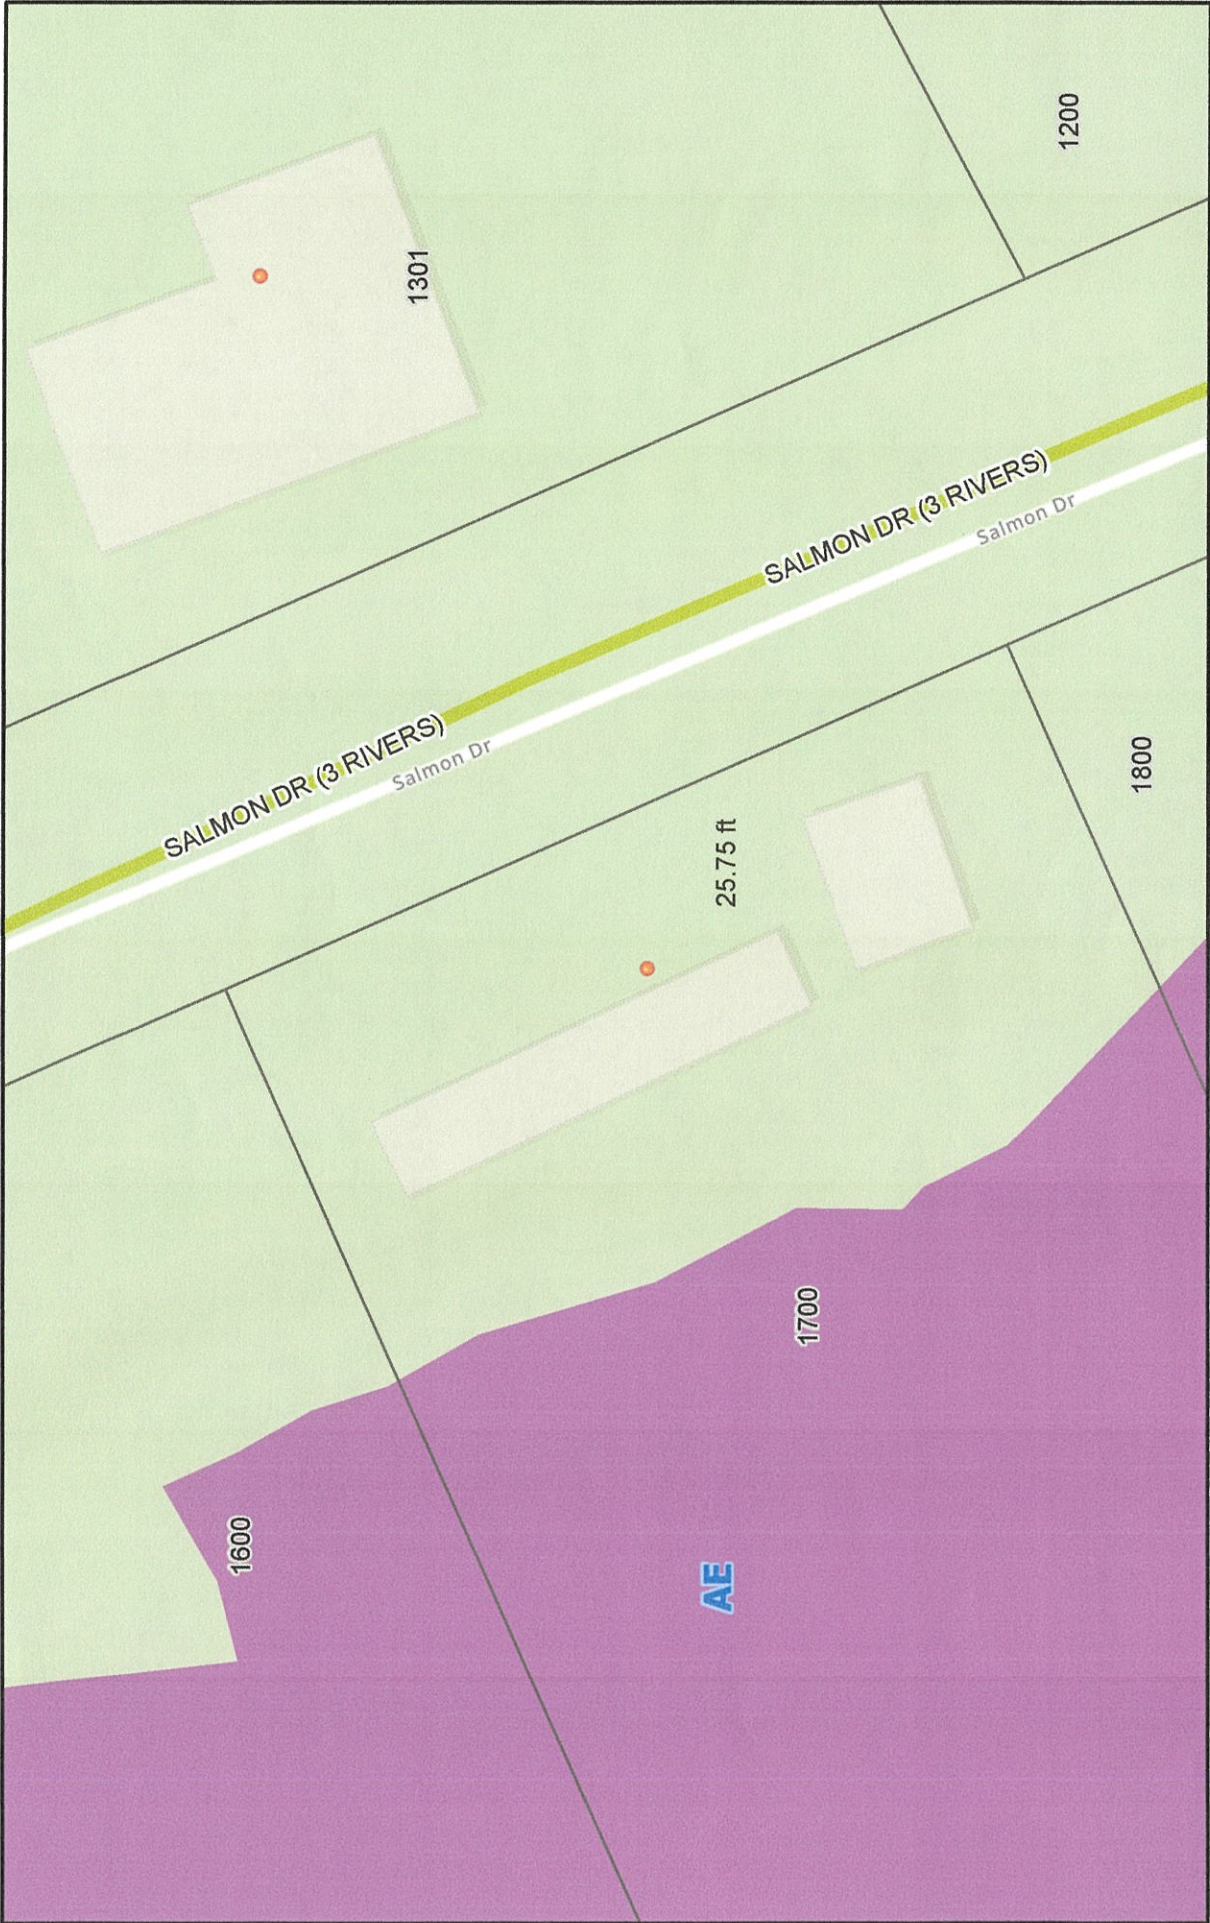 1200
1301
SALMON DR (3 RIVERS)
Salmon Dr
SALMON DR (3 RIVERS)
Salmon Dr
1800
25.75 ft
1700
1600
AE